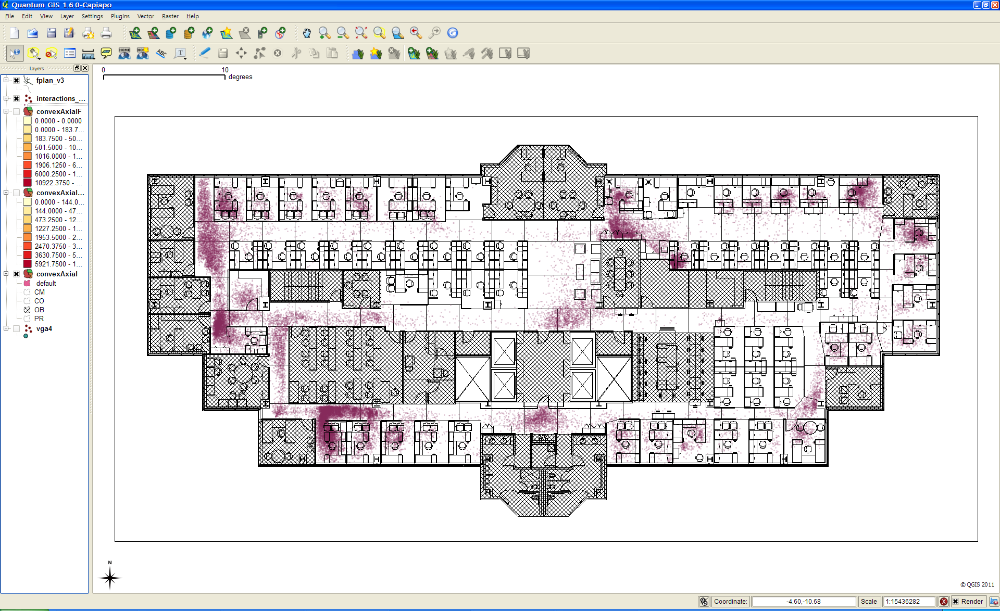 Quantum GIS 1.6.0-Capiapo
File Edit View Layer Settings Plugins Vector Raster Help
HOME HOME ABC T
Layers
fplan_v3
interactions_...
convexAxialF
0.0000 - 0.0000
0.0000 - 183.7...
183.7500 - 50...
501.5000 - 10...
1016.0000 - 1...
1906.1250 - 6...
6000.2500 - 1...
10922.3750 - ...
convexAxial...
0.0000 - 144.0...
144.0000 - 47...
473.2500 - 12...
1227.2500 - 1...
1953.5000 - 2...
2470.3750 - 3...
3630.7500 - 5...
5921.7500 - 1...
convexAxial
default
CM
CO
OB
PR
vga4
0 10
degrees
N
© QGIS 2011
Coordinate: -4.60,-10.68 Scale 1:15436282 Render